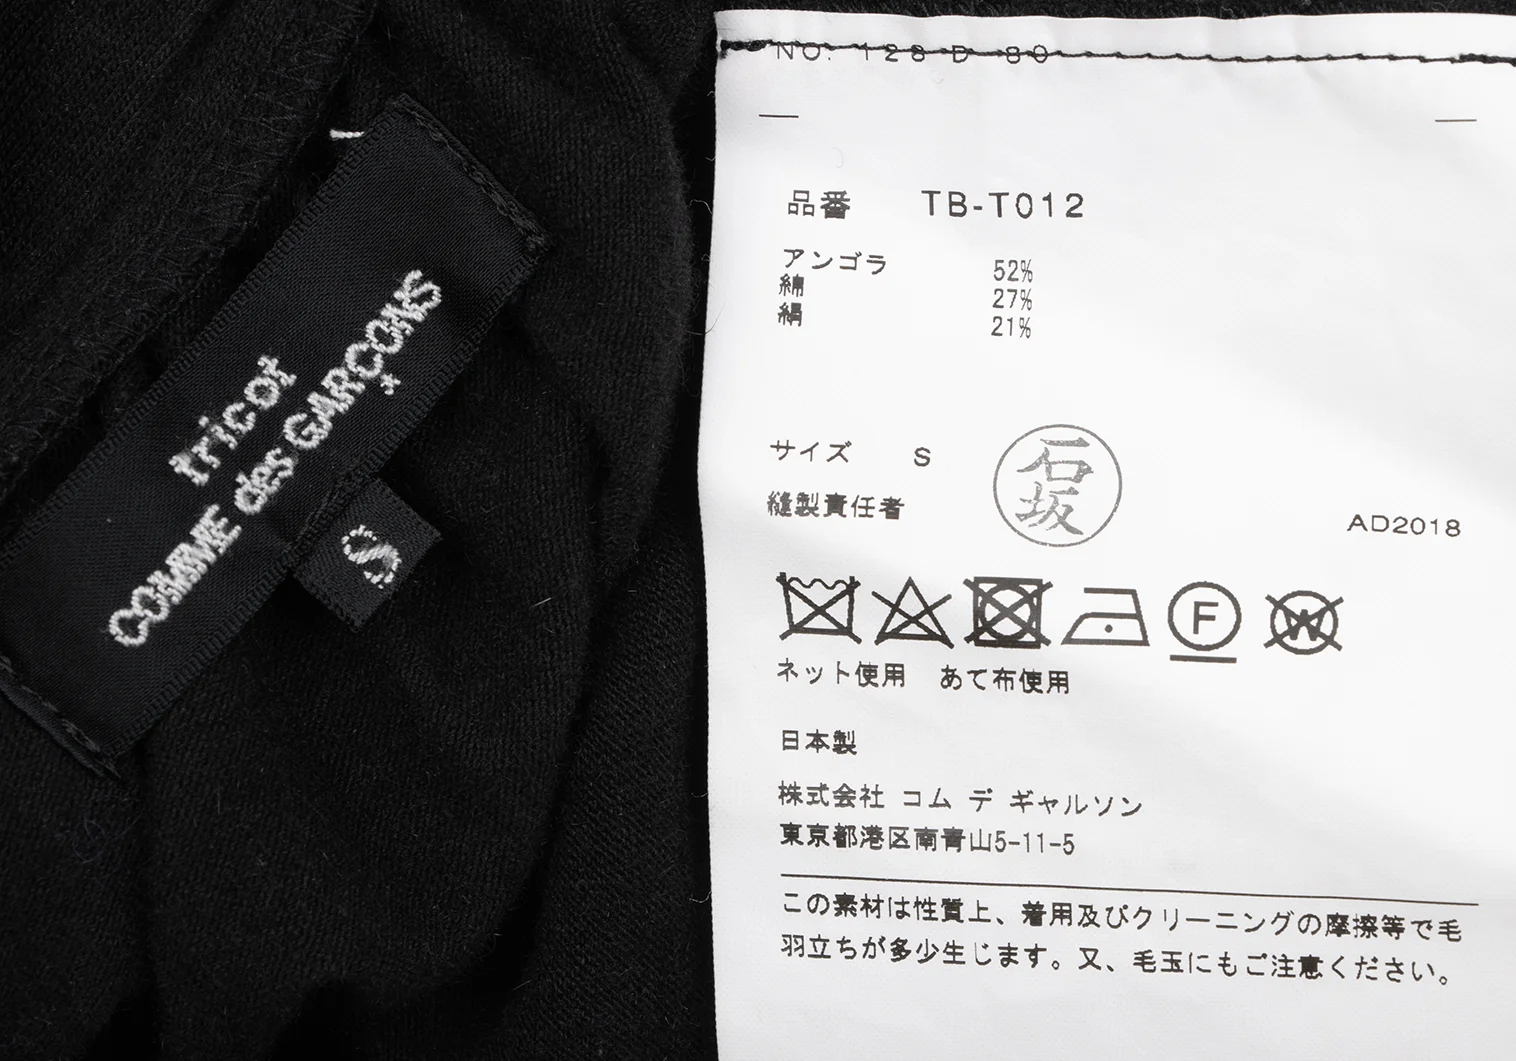 tricot
COMME des GARÇONS
S
NO. 128 D 80
品番 TB-T012
アンゴラ 52%
綿 27%
絹 21%
サイズ S
石坂
縫製責任者
AD2018
F W
ネット使用 あて布使用
日本製
株式会社 コム デ ギャルソン
東京都港区南青山5-11-5
この素材は性質上、着用及びクリーニングの摩擦等で毛
羽立ちが多少生じます。又、毛玉にもご注意ください。